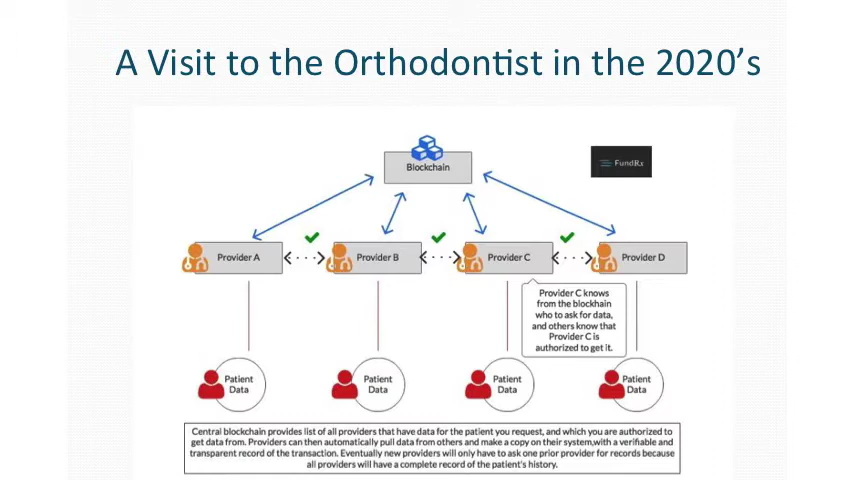 A Visit to the Orthodontist in the 2020's
Blockchain
FundRx
Provider A
Provider B
Provider C
Provider D
Provider C knows
from the blockhain
who to ask for data,
and others know that
Provider C is
authorized to get it.
Patient
Data
Patient
Data
Patient
Data
Patient
Data
Central blockchain provides list of all providers that have data for the patient you request, and which you are authorized to
get data from. Providers can then automatically pull data from others and make a copy on their system,with a verifiable and
transparent record of the transaction. Eventually new providers will only have to ask one prior provider for records because
all providers will have a complete record of the patient's history.